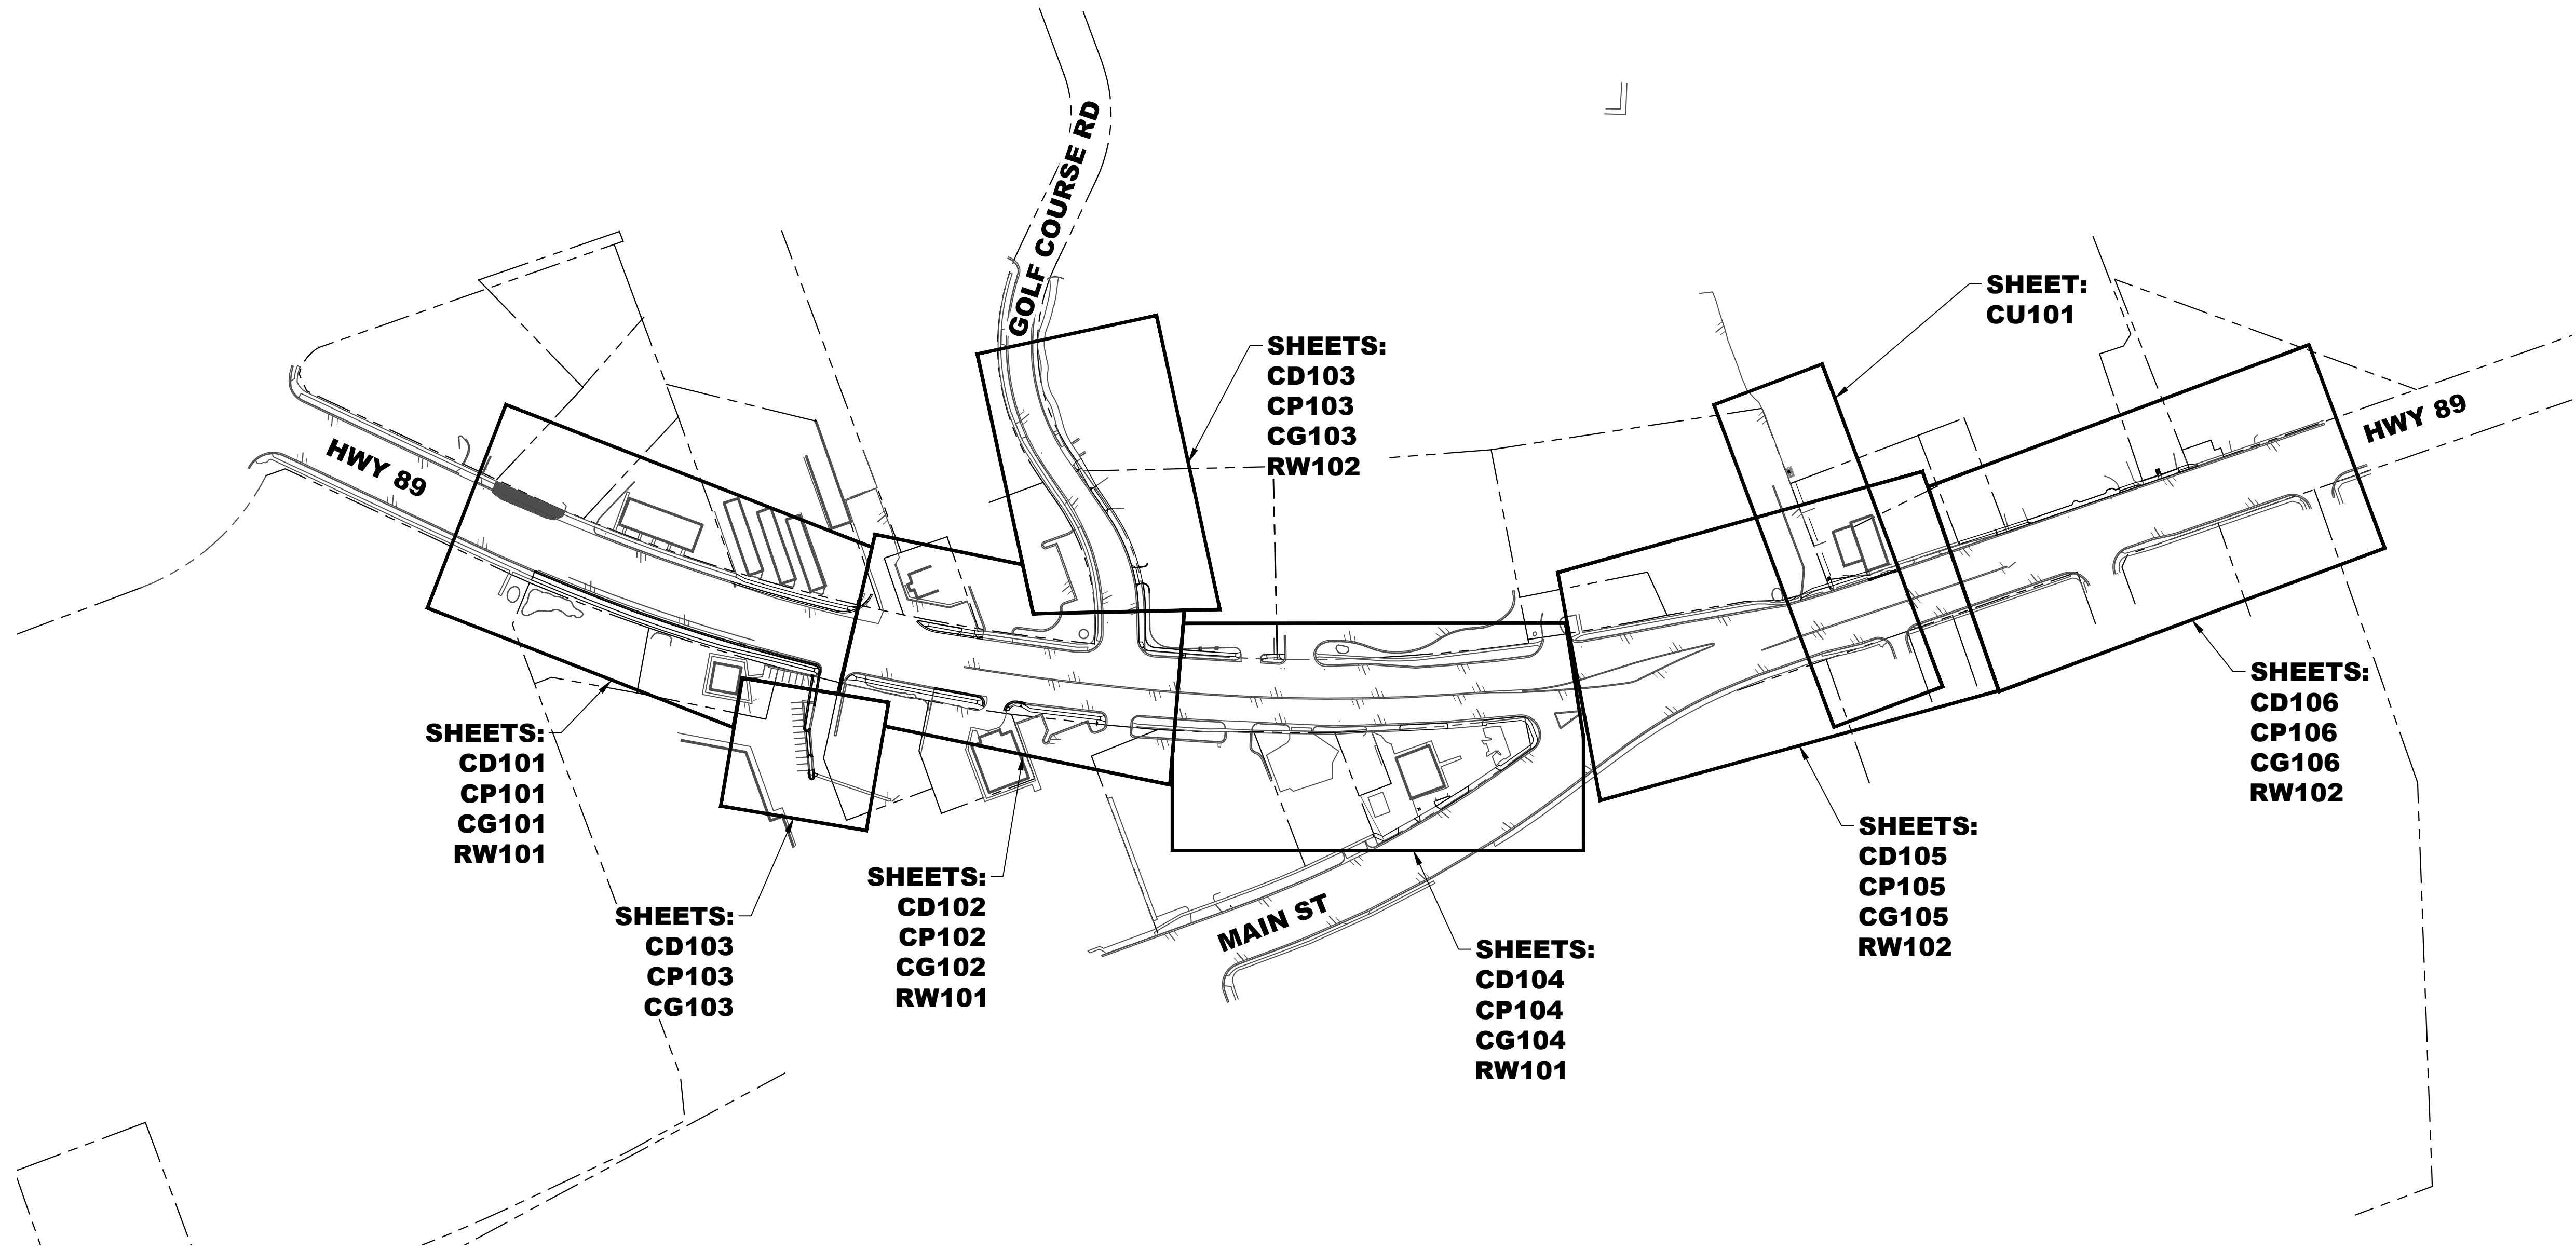 GOLF COURSE RD
SHEET:
CU101
SHEETS:
CD103
CP103
CG103
RW102
HWY 89
HWY 89
SHEETS:
CD101
CP101
CG101
RW101
SHEETS:
CD106
CP106
CG106
RW102
SHEETS:
CD105
CP105
CG105
RW102
SHEETS:
CD102
CP102
CG102
RW101
SHEETS:
CD103
CP103
CG103
MAIN ST
SHEETS:
CD104
CP104
CG104
RW101